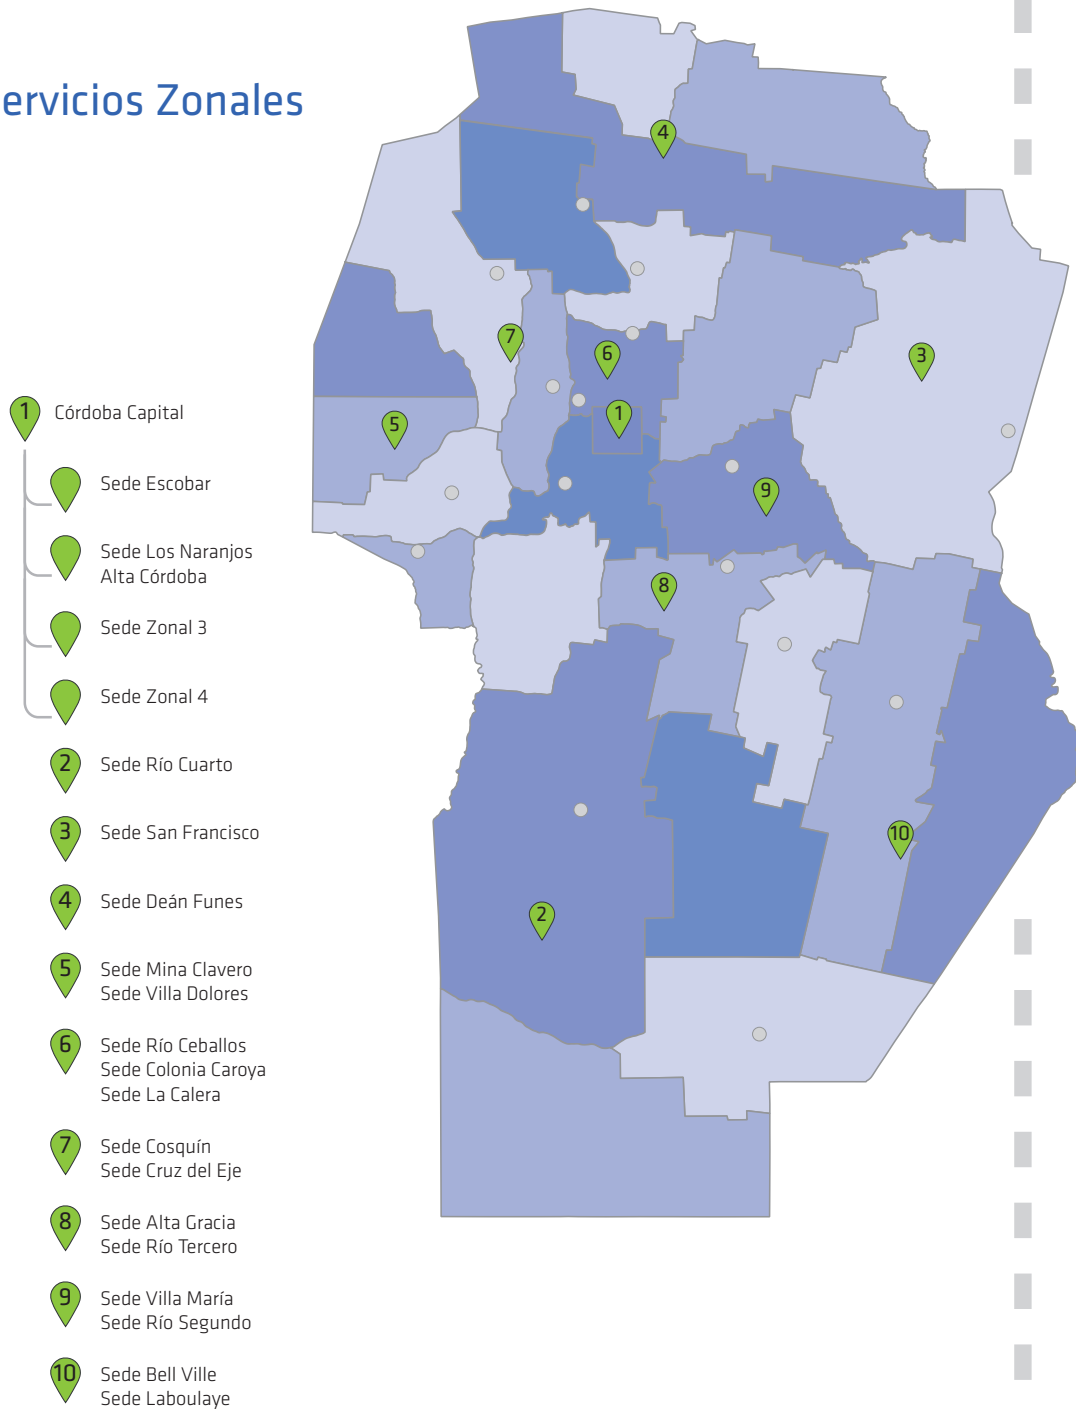 ervicios Zonales
1 Córdoba Capital
Sede Escobar
Sede Los Naranjos
Alta Córdoba
Sede Zonal 3
Sede Zonal 4
2 Sede Río Cuarto
3 Sede San Francisco
4 Sede Deán Funes
5 Sede Mina Clavero
Sede Villa Dolores
6 Sede Río Ceballos
Sede Colonia Caroya
Sede La Calera
7 Sede Cosquín
Sede Cruz del Eje
8 Sede Alta Gracia
Sede Río Tercero
9 Sede Villa María
Sede Río Segundo
10 Sede Bell Ville
Sede Laboulaye
4
7
6
3
1
5
9
8
10
2